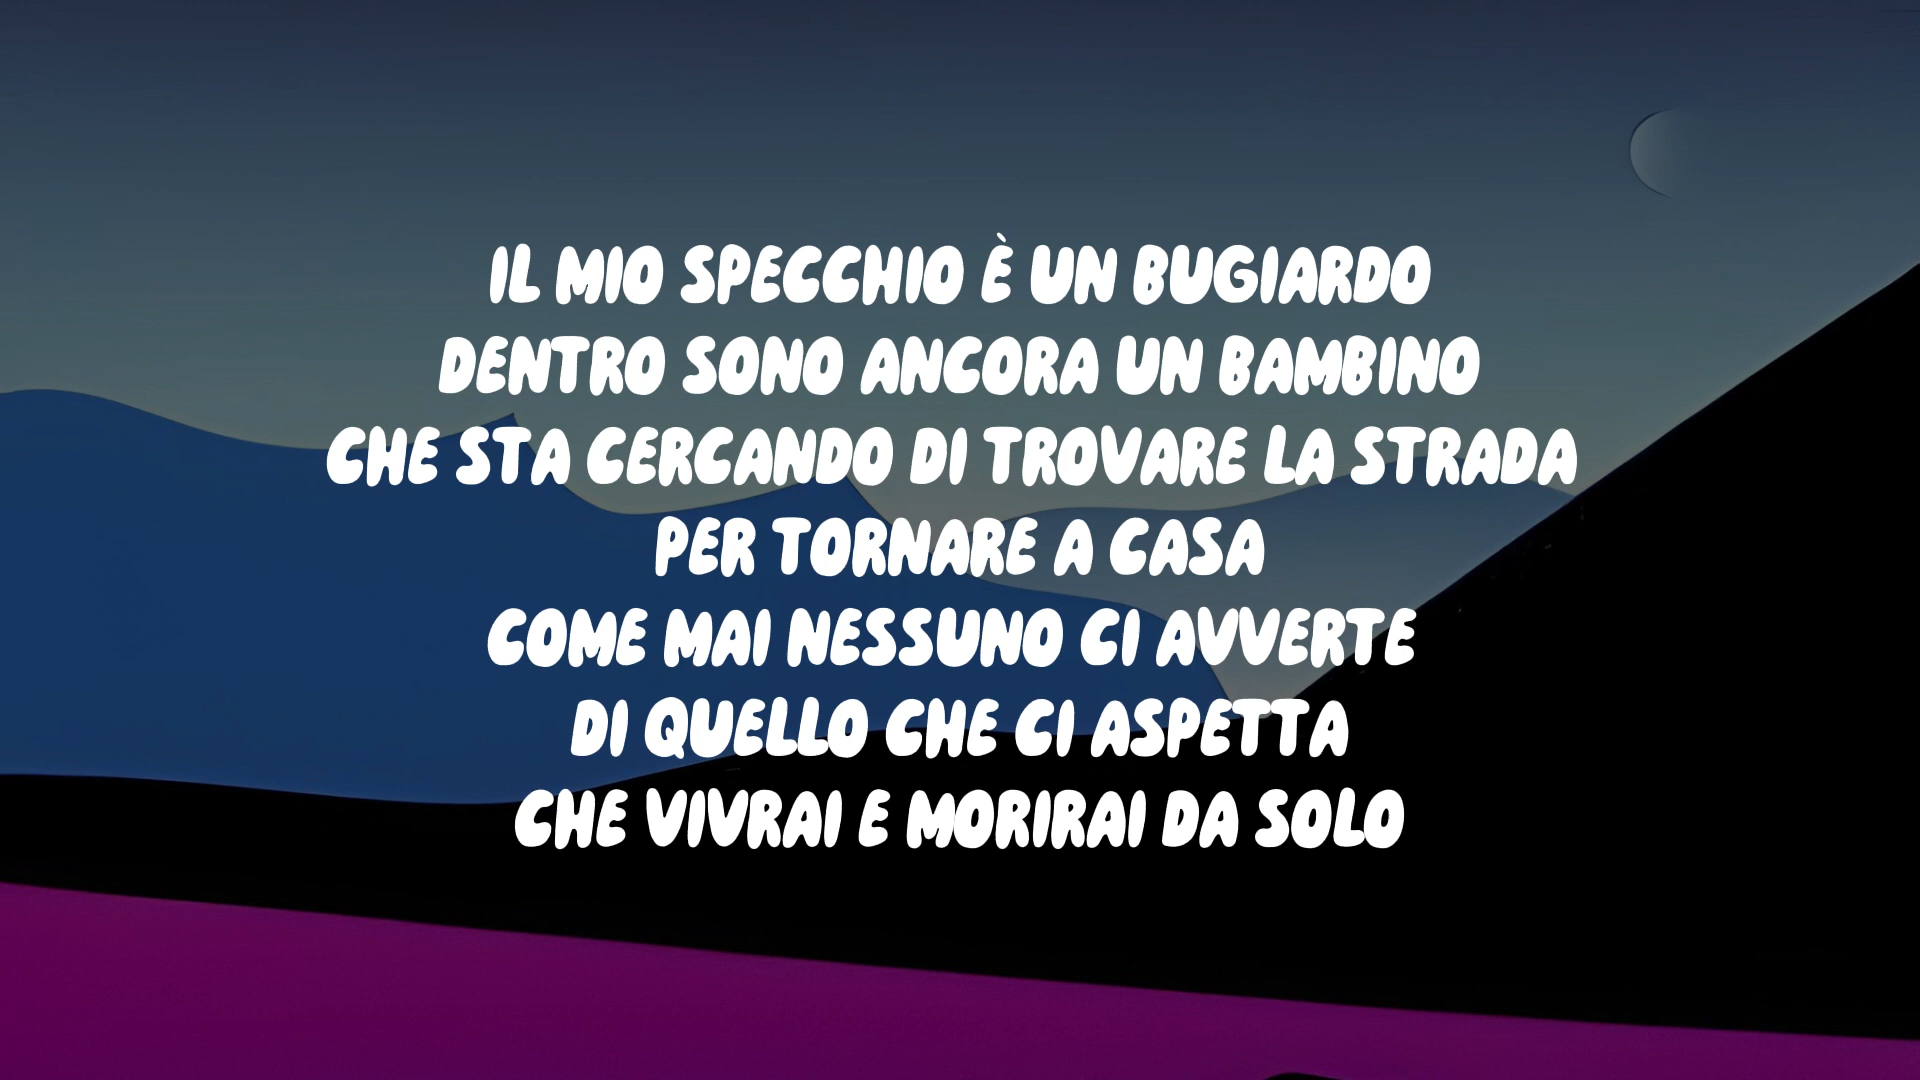 IL MIO SPECCHIO È UN BUGIARDO
DENTRO SONO ANCORA UN BAMBINO
CHE STA CERCANDO DI TROVARE LA STRADA
PER TORNARE A CASA
COME MAI NESSUNO CI AVVERTE
DI QUELLO CHE CI ASPETTA
CHE VIVRAI E MORIRAI DA SOLO